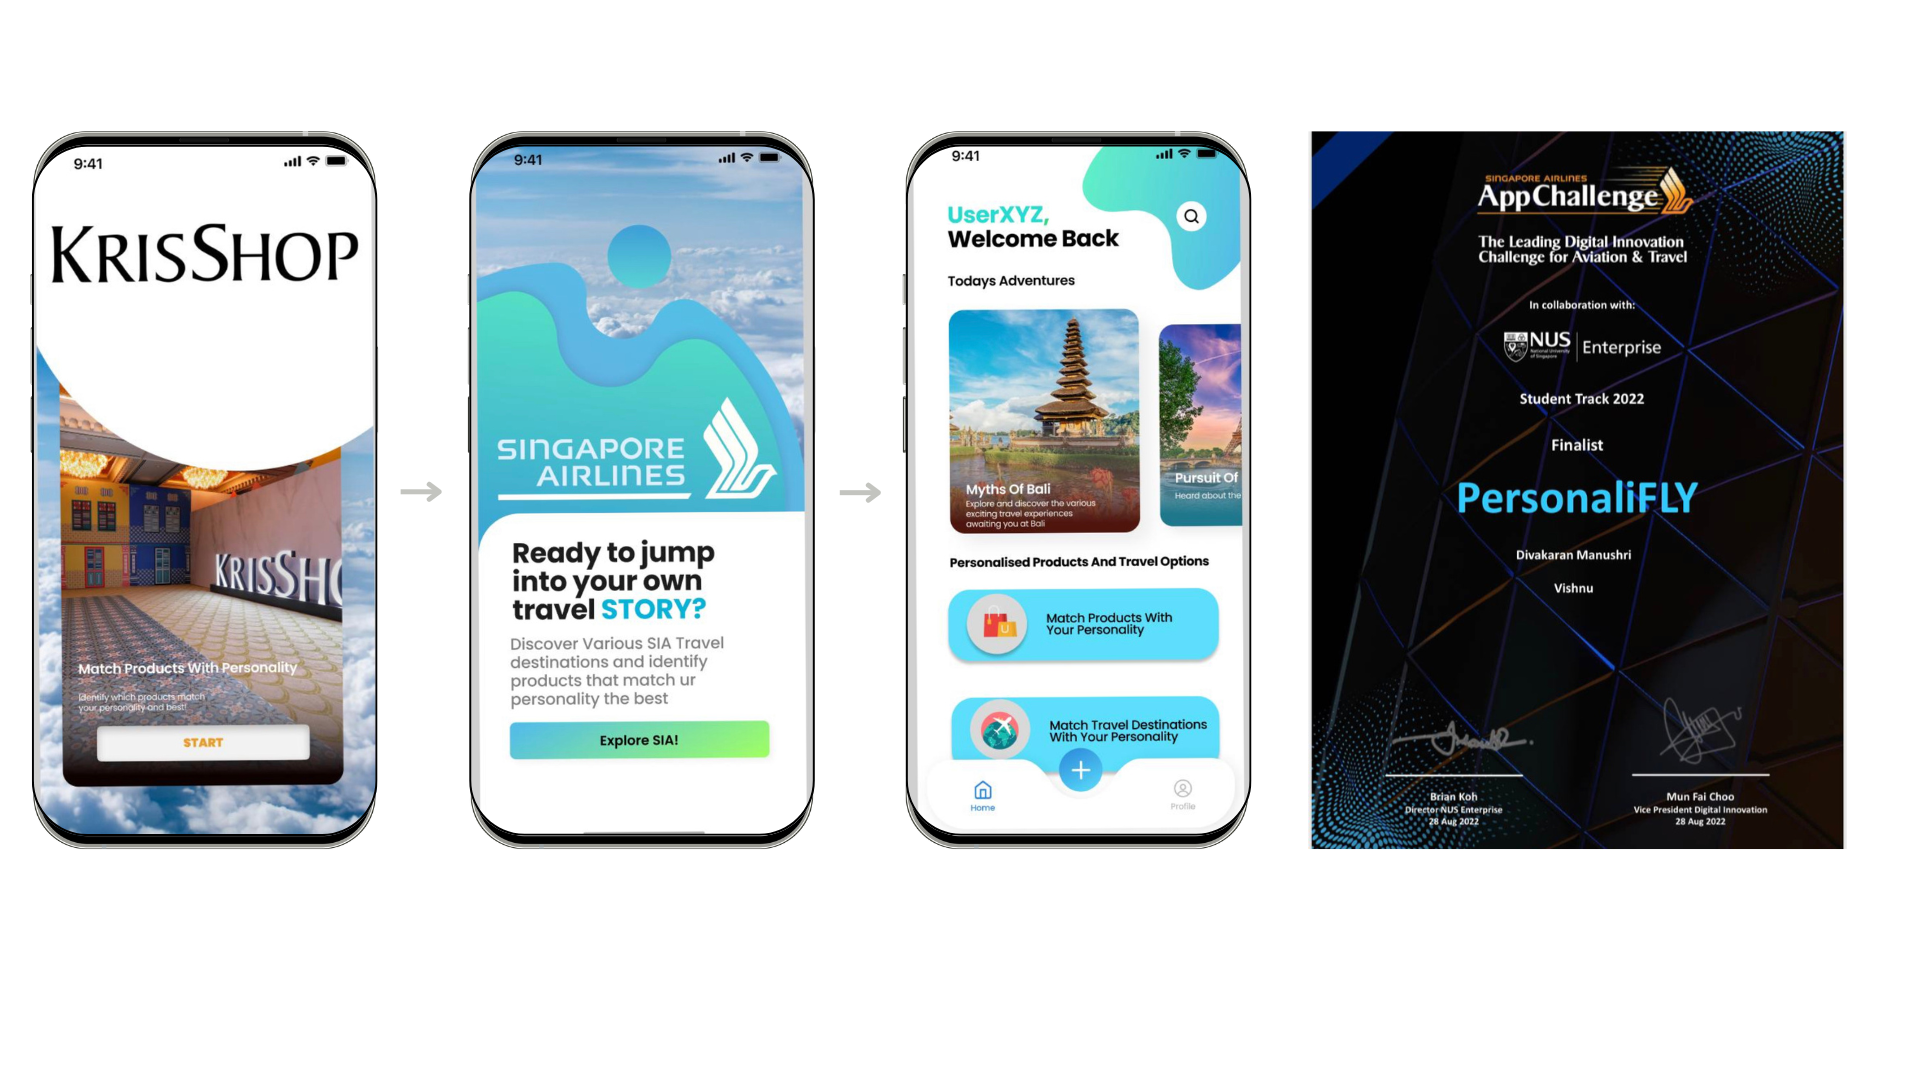 9:41
KRISSHOP
KRISSH
Match Products With Personality
Identify which products match
your personality and best!
START
9:41
SINGAPORE
AIRLINES
Ready to jump
into your own
travel STORY?
Discover Various SIA Travel
destinations and identify
products that match ur
personality the best
Explore SIA!
9:41
UserXYZ,
Welcome Back
Todays Adventures
Myths Of Bali
Explore and discover the various
exciting travel experiences
awaiting you at Bali
Pursuit Of
Heard about the
Personalised Products And Travel Options
Match Products With
Your Personality
Match Travel Destinations
With Your Personality
Home
Profile
SINGAPORE AIRLINES
AppChallenge
The Leading Digital Innovation
Challenge for Aviation & Travel
In collaboration with:
NUS
National University
of Singapore
Enterprise
Student Track 2022
Finalist
PersonaliFLY
Divakaran Manushri
Vishnu
Brian Koh
Director NUS Enterprise
28 Aug 2022
Mun Fai Choo
Vice President Digital Innovation
28 Aug 2022